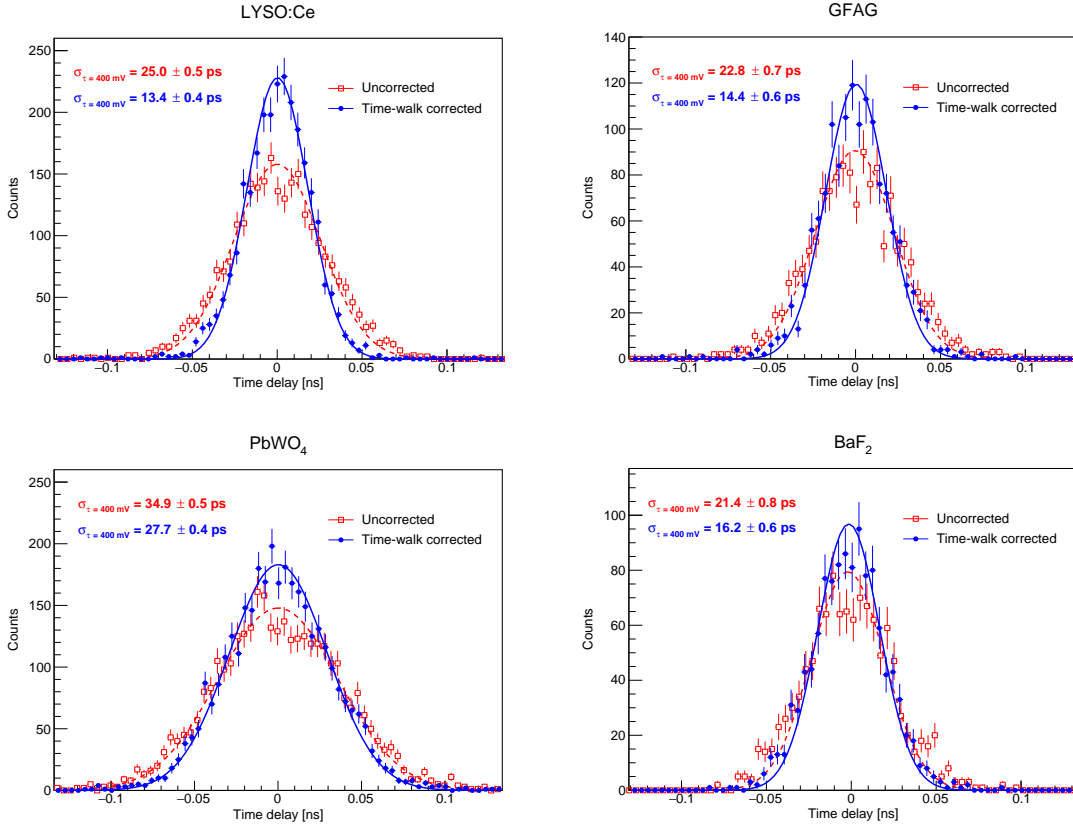 LYSO:Ce
στ = 400 mV = 25.0 ± 0.5 ps
στ = 400 mV = 13.4 ± 0.4 ps
Uncorrected
Time-walk corrected
Counts
250
200
150
100
50
0
−0.1
−0.05
0
0.05
0.1
Time delay [ns]
GFAG
στ = 400 mV = 22.8 ± 0.7 ps
στ = 400 mV = 14.4 ± 0.6 ps
Uncorrected
Time-walk corrected
Counts
140
120
100
80
60
40
20
0
−0.1
−0.05
0
0.05
0.1
Time delay [ns]
PbWO4
στ = 400 mV = 34.9 ± 0.5 ps
στ = 400 mV = 27.7 ± 0.4 ps
Uncorrected
Time-walk corrected
Counts
250
200
150
100
50
0
−0.1
−0.05
0
0.05
0.1
Time delay [ns]
BaF2
στ = 400 mV = 21.4 ± 0.8 ps
στ = 400 mV = 16.2 ± 0.6 ps
Uncorrected
Time-walk corrected
Counts
100
80
60
40
20
0
−0.1
−0.05
0
0.05
0.1
Time delay [ns]